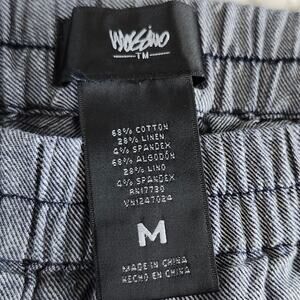 mossimo
TM
68% COTTON
28% LINEN
4% SPANDEX
68% ALGODÓN
28% LINO
4% SPANDEX
RN17730
VN1247024
M
MADE IN CHINA
HECHO EN CHINA